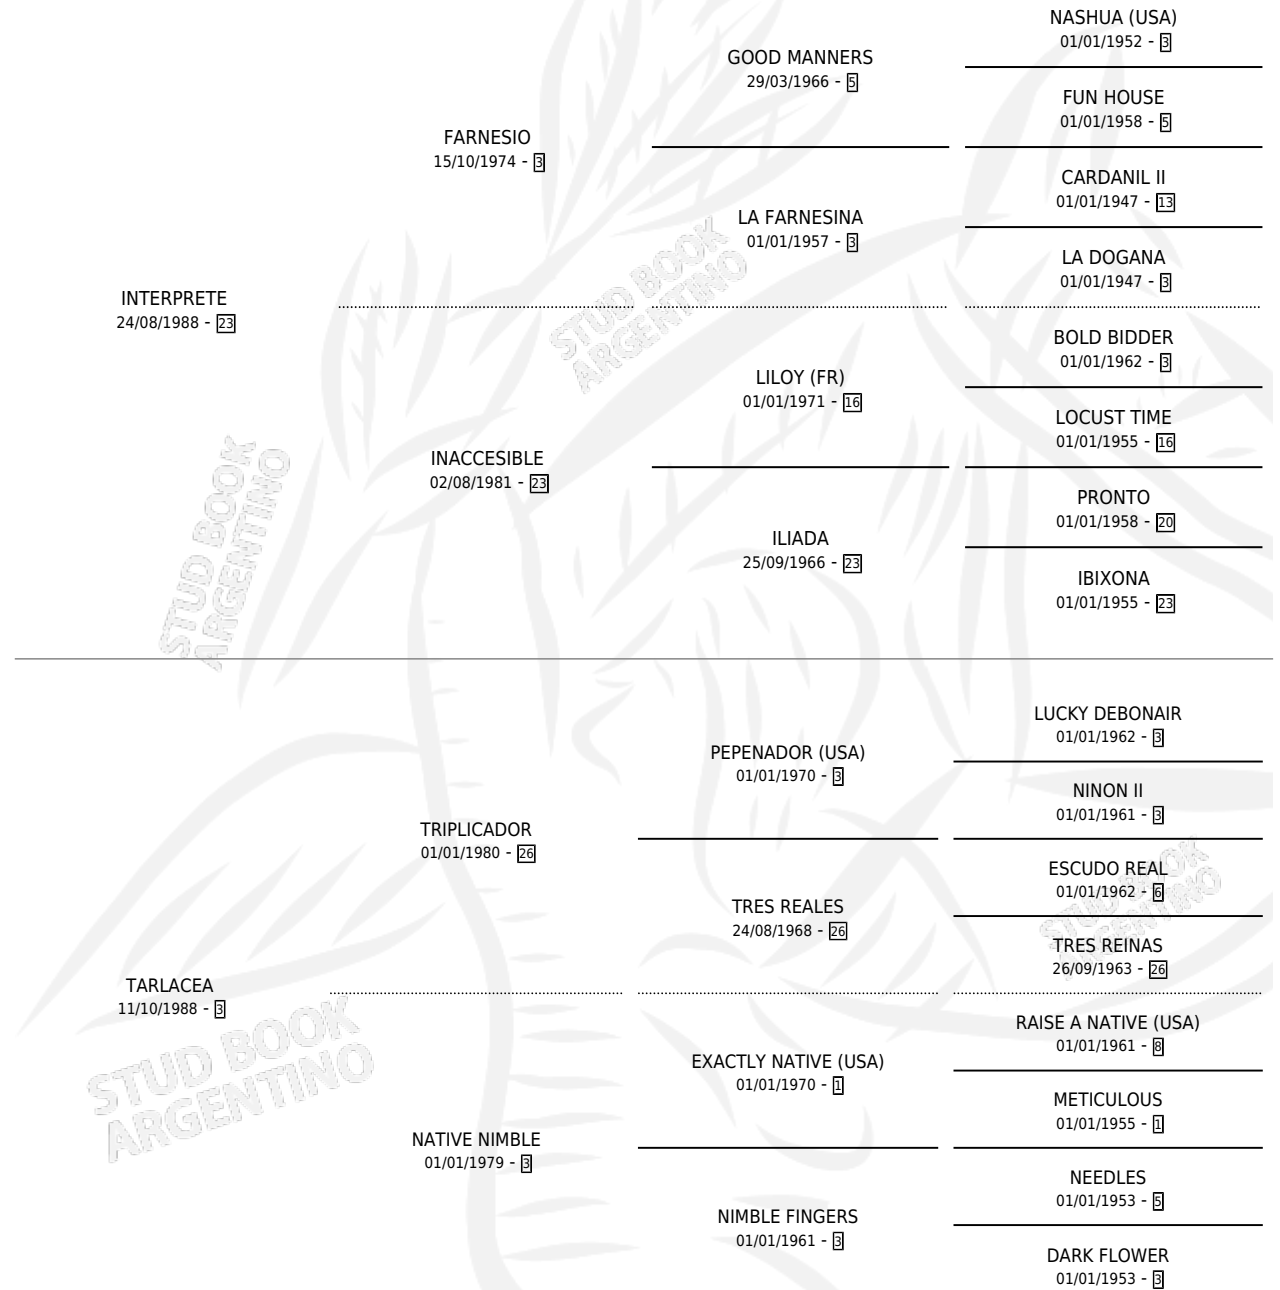 NASHUA (USA)
01/01/1952 - 3
GOOD MANNERS
29/03/1966 - 5
FUN HOUSE
01/01/1958 - 5
FARNESIO
15/10/1974 - 3
CARDANIL II
01/01/1947 - 13
LA FARNESINA
01/01/1957 - 3
LA DOGANA
01/01/1947 - 3
INTERPRETE
24/08/1988 - 23
BOLD BIDDER
01/01/1962 - 3
LILOY (FR)
01/01/1971 - 16
LOCUST TIME
01/01/1955 - 16
INACCESIBLE
02/08/1981 - 23
PRONTO
01/01/1958 - 20
ILIADA
25/09/1966 - 23
IBIXONA
01/01/1955 - 23
STUD BOOK
ARGENTINO
STUD BOOK
ARGENTINO
LUCKY DEBONAIR
01/01/1962 - 3
PEPENADOR (USA)
01/01/1970 - 3
NINON II
01/01/1961 - 3
TRIPLICADOR
01/01/1980 - 26
ESCUDO REAL
01/01/1962 - 6
TRES REALES
24/08/1968 - 26
TRES REINAS
26/09/1963 - 26
STUD BOOK
ARGENTINO
TARLACEA
11/10/1988 - 3
RAISE A NATIVE (USA)
01/01/1961 - 8
EXACTLY NATIVE (USA)
01/01/1970 - 1
METICULOUS
01/01/1955 - 1
NATIVE NIMBLE
01/01/1979 - 3
NEEDLES
01/01/1953 - 5
NIMBLE FINGERS
01/01/1961 - 3
DARK FLOWER
01/01/1953 - 3
STUD BOOK
ARGENTINO